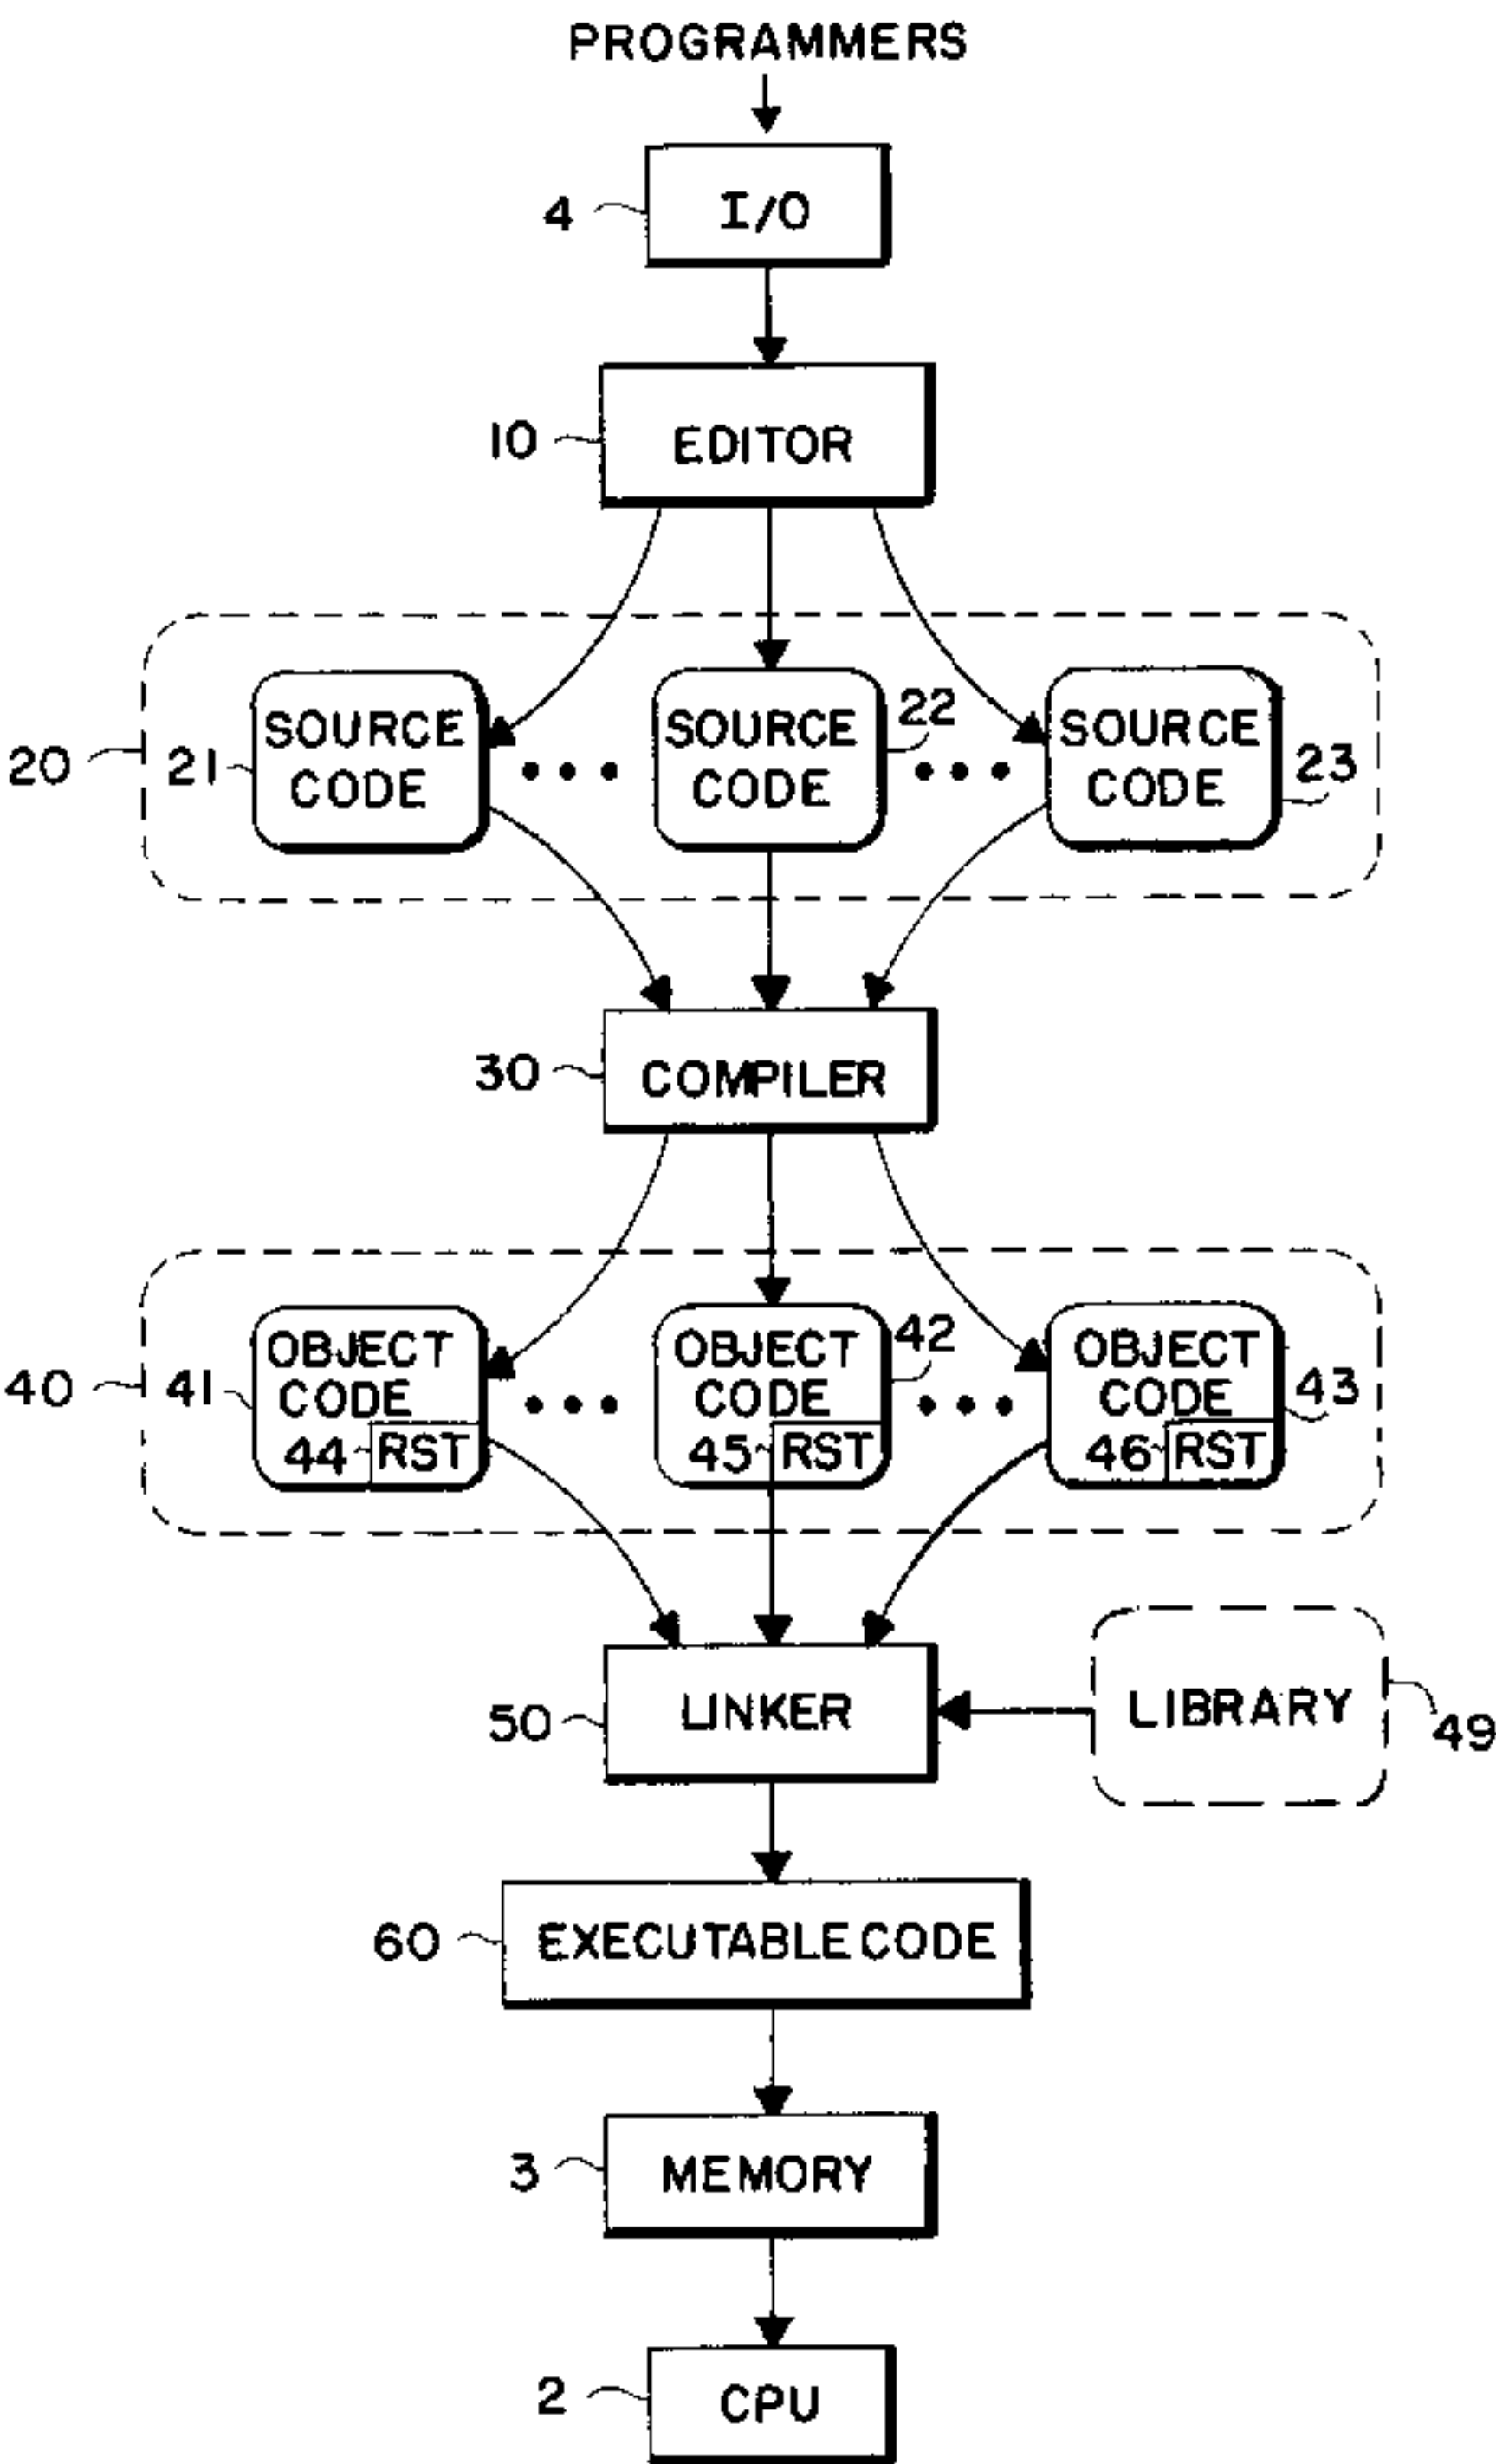 PROGRAMMERS
4
I/O
10
EDITOR
20
21
SOURCE
CODE
SOURCE
CODE
22
SOURCE
CODE
23
30
COMPILER
40
41
OBJECT
CODE
44
RST
OBJECT
CODE
45
RST
42
OBJECT
CODE
46
RST
43
50
LINKER
LIBRARY
49
60
EXECUTABLE CODE
3
MEMORY
2
CPU